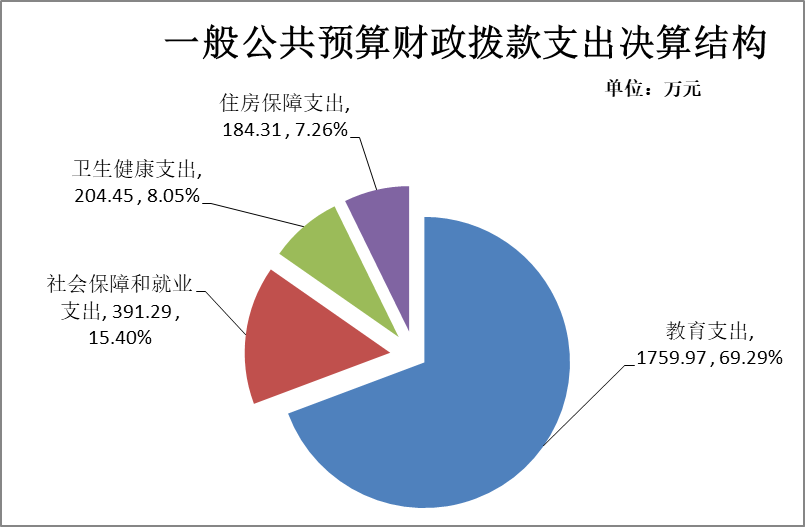 一般公共预算财政拨款支出决算结构
单位：万元
住房保障支出,
184.31 , 7.26%
卫生健康支出,
204.45 , 8.05%
社会保障和就业
支出, 391.29 ,
15.40%
教育支出,
1759.97 , 69.29%